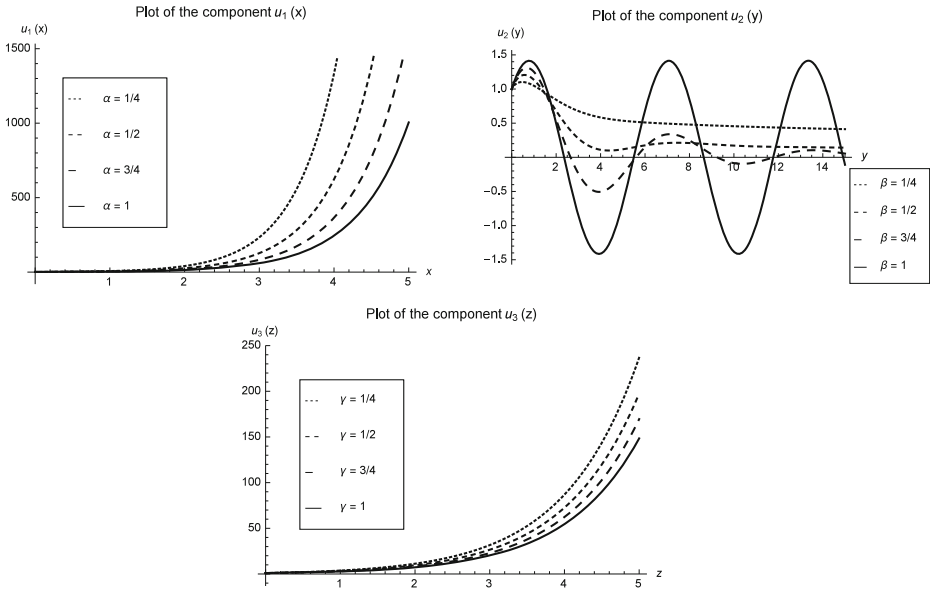 Plot of the component u₁ (x)
u₁ (x)
1500
1000
500
1
2
3
4
5
x
α = 1/4
α = 1/2
α = 3/4
α = 1
Plot of the component u₂ (y)
u₂ (y)
1.5
1.0
0.5
-0.5
-1.0
-1.5
2
4
6
8
10
12
14
y
β = 1/4
β = 1/2
β = 3/4
β = 1
Plot of the component u₃ (z)
u₃ (z)
250
200
150
100
50
1
2
3
4
5
z
γ = 1/4
γ = 1/2
γ = 3/4
γ = 1